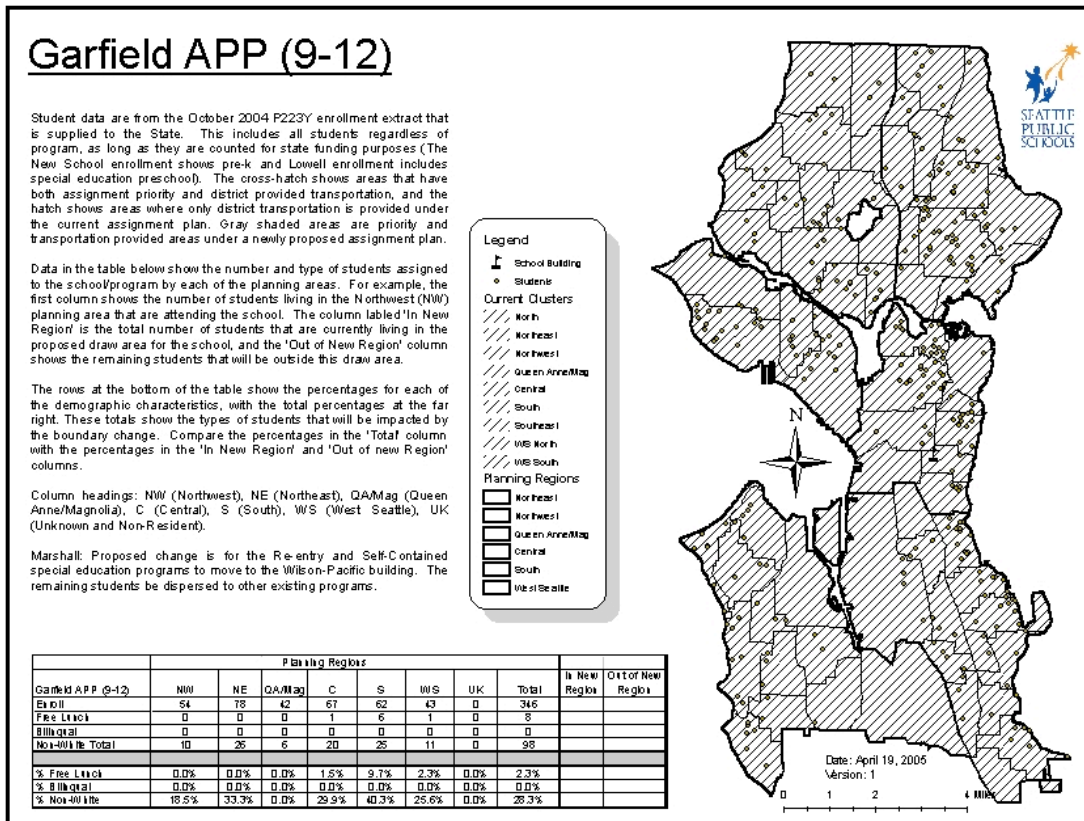 Garfield APP (9-12)
Student data are from the October 2004 P223Y enrollment extract that
is supplied to the State. This includes all students regardless of
program, as long as they are counted for state funding purposes (The
New School enrollment shows pre-k and Lowell enrollment includes
special education preschool). The cross-hatch shows areas that have
both assignment priority and district provided transportation, and the
hatch shows areas where only district transportation is provided under
the current assignment plan. Gray shaded areas are priority and
transportation provided areas under a newly proposed assignment plan.
Data in the table below show the number and type of students assigned
to the school/program by each of the planning areas. For example, the
first column shows the number of students living in the Northwest (NW)
planning area that are attending the school. The column labled 'In New
Region' is the total number of students that are currently living in the
proposed draw area for the school, and the 'Out of New Region' column
shows the remaining students that will be outside this draw area.
The rows at the bottom of the table show the percentages for each of
the demographic characteristics, with the total percentages at the far
right. These totals show the types of students that will be impacted by
the boundary change. Compare the percentages in the 'Total' column
with the percentages in the 'In New Region' and 'Out of new Region'
columns.
Column headings: NW (Northwest), NE (Northeast), QA/Mag (Queen
Anne/Magnolia), C (Central), S (South), WS (West Seattle), UK
(Unknown and Non-Resident).
Marshall: Proposed change is for the Re-entry and Self-Contained
special education programs to move to the Wilson-Pacific building. The
remaining students be dispersed to other existing programs.
Legend
School Building
Students
Current Clusters
North
Northeast
Northwest
Queen Anne/Mag
Central
South
Southeast
WS North
WS South
Planning Regions
Northeast
Northwest
Queen Anne/Mag
Central
South
West Seattle
SEATTLE
PUBLIC
SCHOOLS
N
Planning Regions
Garfield APP (9-12) NW NE QA/Mag C S WS UK Total In New Region Out of New Region
Enroll 54 78 42 67 62 43 0 346
Free Lunch 0 0 0 1 6 1 0 8
Bilingual 0 0 0 0 0 0 0 0
Non-White Total 10 26 6 20 25 11 0 98
% Free Lunch 0.0% 0.0% 0.0% 1.5% 9.7% 2.3% 0.0% 2.3%
% Bilingual 0.0% 0.0% 0.0% 0.0% 0.0% 0.0% 0.0% 0.0%
% Non-White 18.5% 33.3% 0.0% 29.9% 40.3% 25.6% 0.0% 28.3%
Date: April 19, 2005
Version: 1
0 1 2 4 Miles